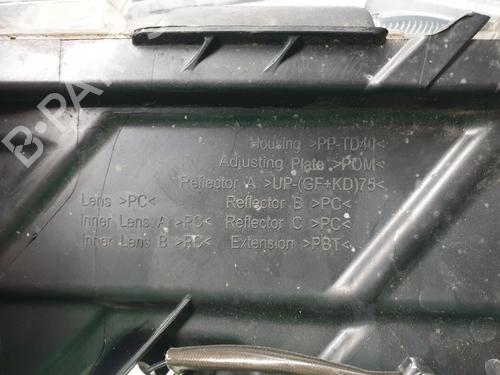 B-PARTS
Housing >PP-TD40<
Adjusting Plate >POM<
Reflector A >UP-(GF+KD)75<
Lens >PC< Reflector B >PC<
Inner Lens A >PC< Reflector C >PC<
Inner Lens B >PC< Extension >PBT<